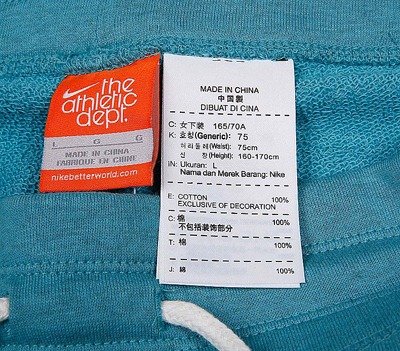 the
athletic
dept.
L G G
MADE IN CHINA
FABRIQUÉ EN CHINE
nikebetterworld.com
MADE IN CHINA
中国製
DIBUAT DI CINA
C: 女下装 165/70A
K: 호칭(Generic): 75
허리둘레(Waist): 75cm
신 장(Height): 160-170cm
IN: Ukuran: L
Nama dan Merek Barang: Nike
E: COTTON 100%
EXCLUSIVE OF DECORATION
C: 棉 100%
不包括装饰部分
T: 棉 100%
J: 綿 100%